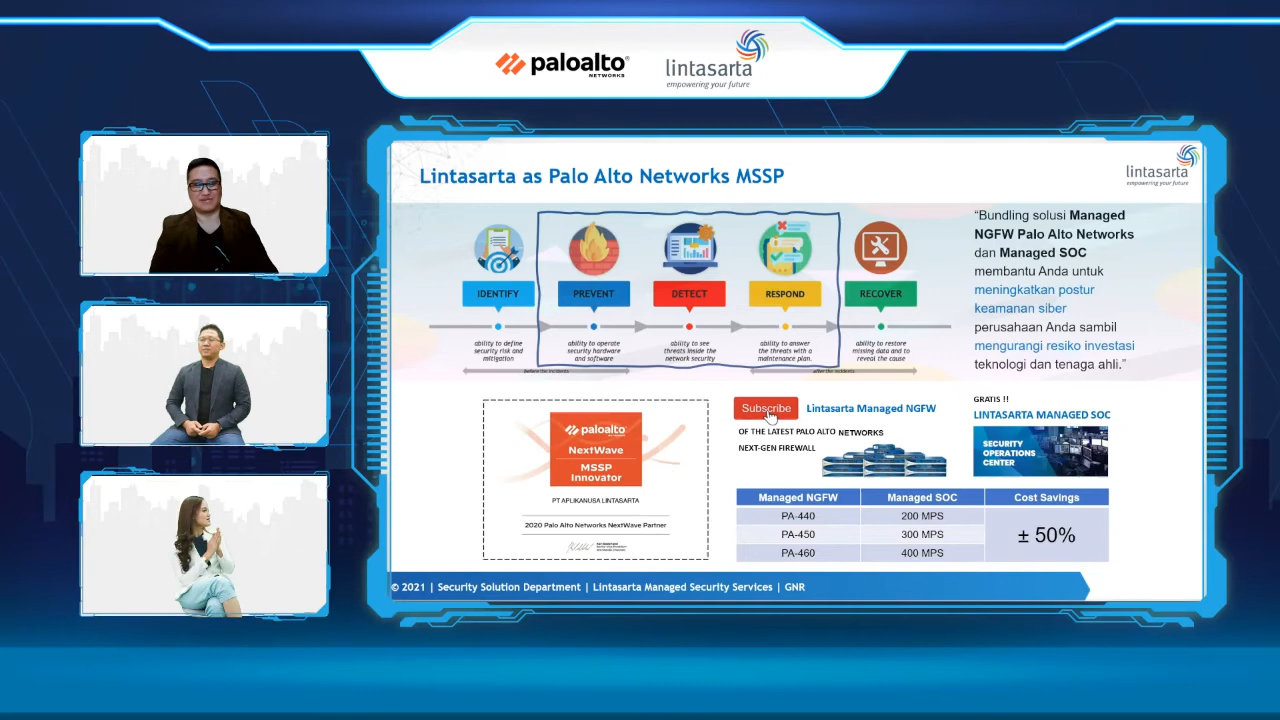 paloalto
NETWORKS
lintasarta
empowering your future
Lintasarta as Palo Alto Networks MSSP
lintasarta
empowering your future
IDENTIFY
PREVENT
DETECT
RESPOND
RECOVER
ability to define
security risk and
mitigation
ability to operate
security hardware
and software
ability to see
threats inside the
network security
ability to answer
the threats with a
maintenance plan.
ability to restore
missing data and to
reveal the cause
before the incidents
after the incidents
“Bundling solusi Managed
NGFW Palo Alto Networks
dan Managed SOC
membantu Anda untuk
meningkatkan postur
keamanan siber
perusahaan Anda sambil
mengurangi resiko investasi
teknologi dan tenaga ahli.”
paloalto
NextWave
MSSP
Innovator
PT APLIKANUSA LINTASARTA
2020 Palo Alto Networks NextWave Partner
Subscribe Lintasarta Managed NGFW
OF THE LATEST PALO ALTO NETWORKS
NEXT-GEN FIREWALL
GRATIS !!
LINTASARTA MANAGED SOC
SECURITY
OPERATIONS
CENTER
Managed NGFW Managed SOC Cost Savings
PA-440 200 MPS
PA-450 300 MPS
± 50%
PA-460 400 MPS
© 2021 | Security Solution Department | Lintasarta Managed Security Services | GNR